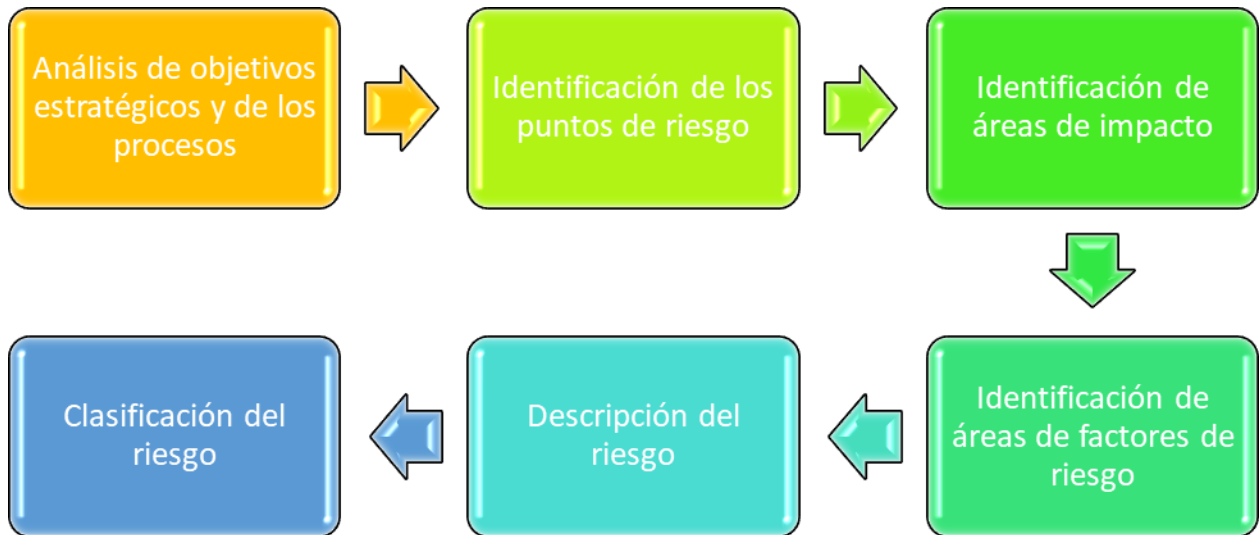 Análisis de objetivos
estratégicos y de los
procesos
Identificación de los
puntos de riesgo
Identificación de
áreas de impacto
Identificación de
áreas de factores de
riesgo
Descripción del
riesgo
Clasificación del
riesgo